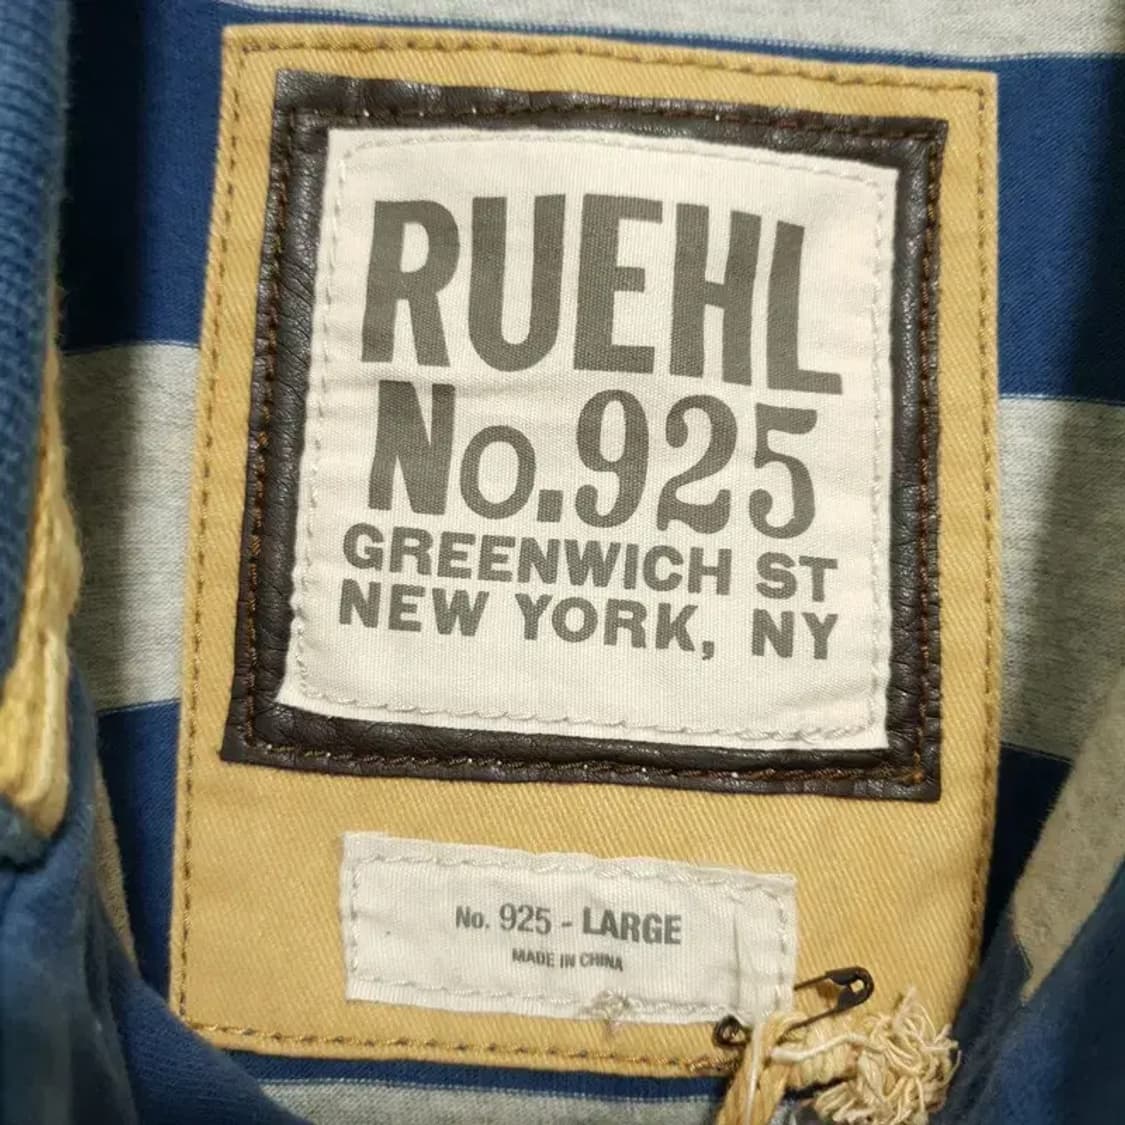 RUEHL
No.925
GREENWICH ST
NEW YORK, NY
No. 925 - LARGE
MADE IN CHINA